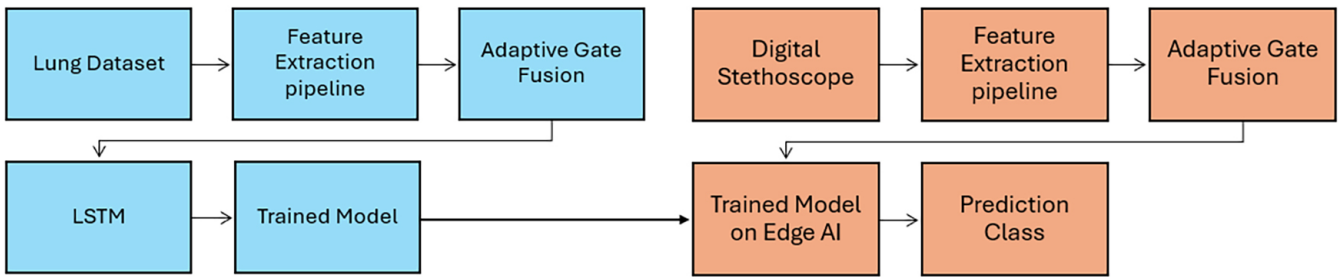 Lung Dataset
Feature
Extraction
pipeline
Adaptive Gate
Fusion
LSTM
Trained Model
Digital
Stethoscope
Feature
Extraction
pipeline
Adaptive Gate
Fusion
Trained Model
on Edge AI
Prediction
Class